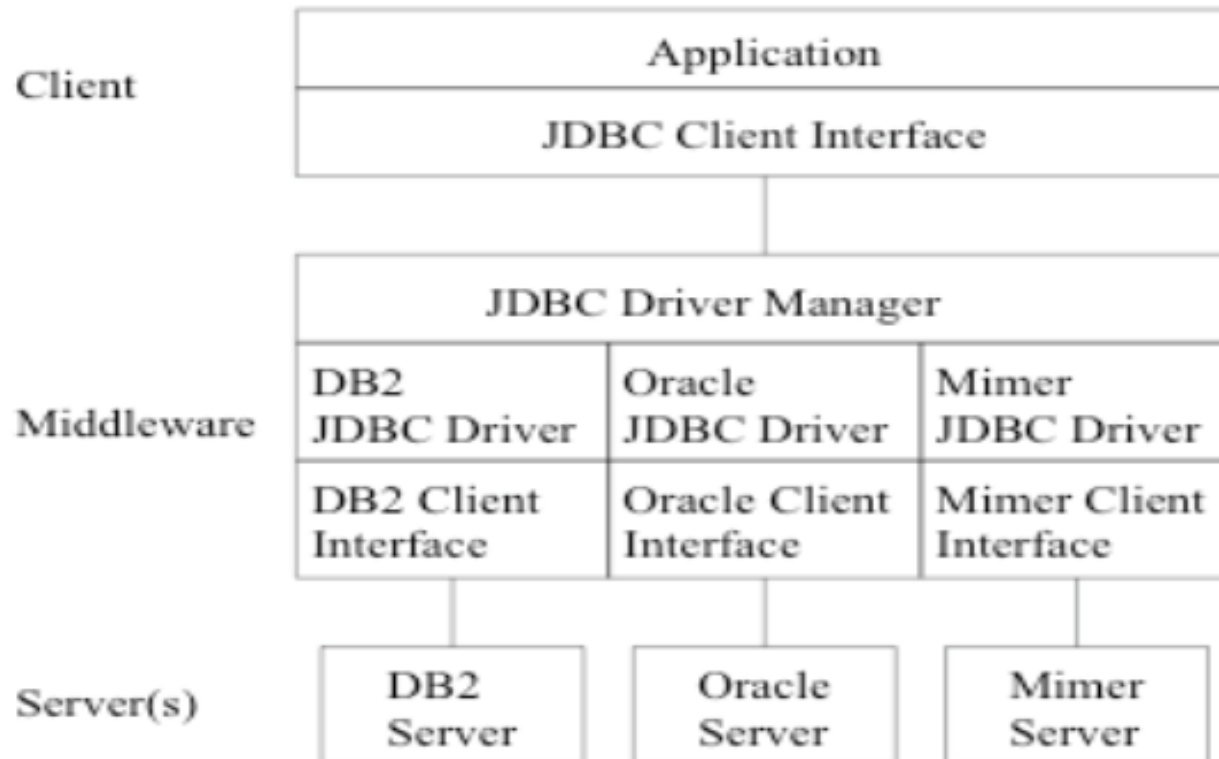 Client
Application
JDBC Client Interface
Middleware
JDBC Driver Manager
DB2
JDBC Driver
Oracle
JDBC Driver
Mimer
JDBC Driver
DB2 Client
Interface
Oracle Client
Interface
Mimer Client
Interface
Server(s)
DB2
Server
Oracle
Server
Mimer
Server